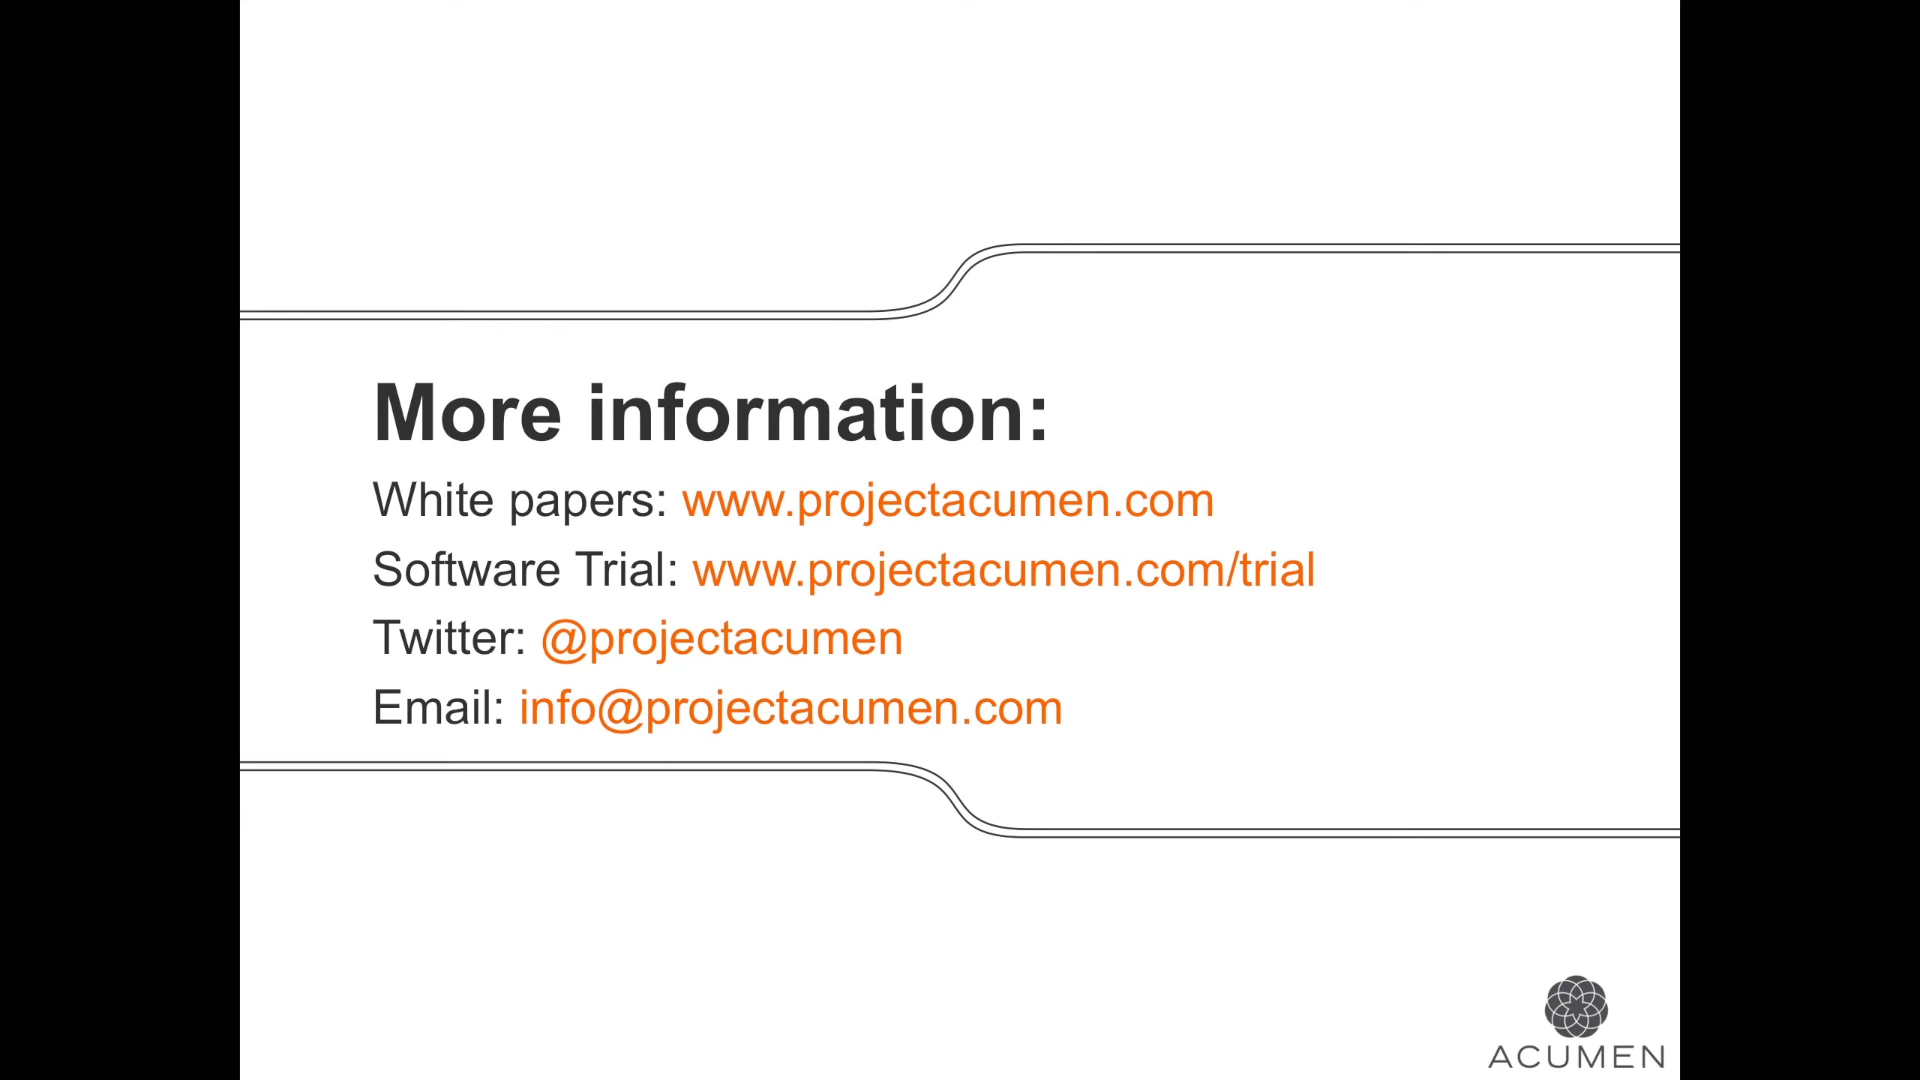 More information:
White papers: www.projectacumen.com
Software Trial: www.projectacumen.com/trial
Twitter: @projectacumen
Email: info@projectacumen.com
ACUMEN